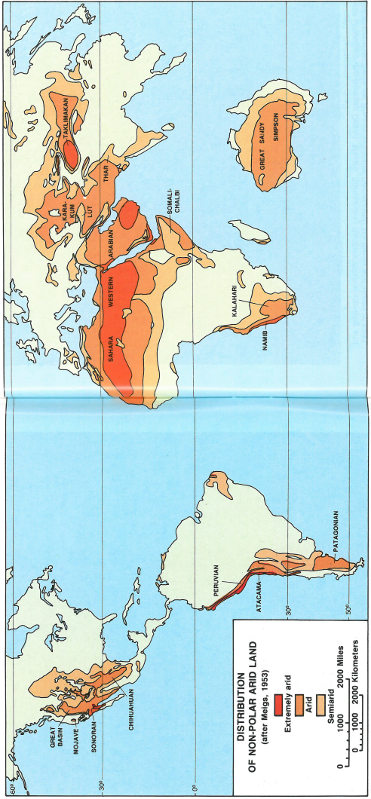 GREAT
BASIN
MOJAVE
SONORAN
CHIHUAHUAN
PERUVIAN
ATACAMA
PATAGONIAN
SAHARA
WESTERN
ARABIAN
KARA
KUM
LUT
TAKLIMAKAN
THAR
SOMALI-
CHALBI
KALAHARI
NAMIB
GREAT SANDY
SIMPSON
60°
30°
0°
30°
50°
DISTRIBUTION
OF NON-POLAR ARID LAND
(after Meigs, 1953)
Extremely arid
Arid
Semiarid
0 1000 2000 Miles
0 1000 2000 Kilometers